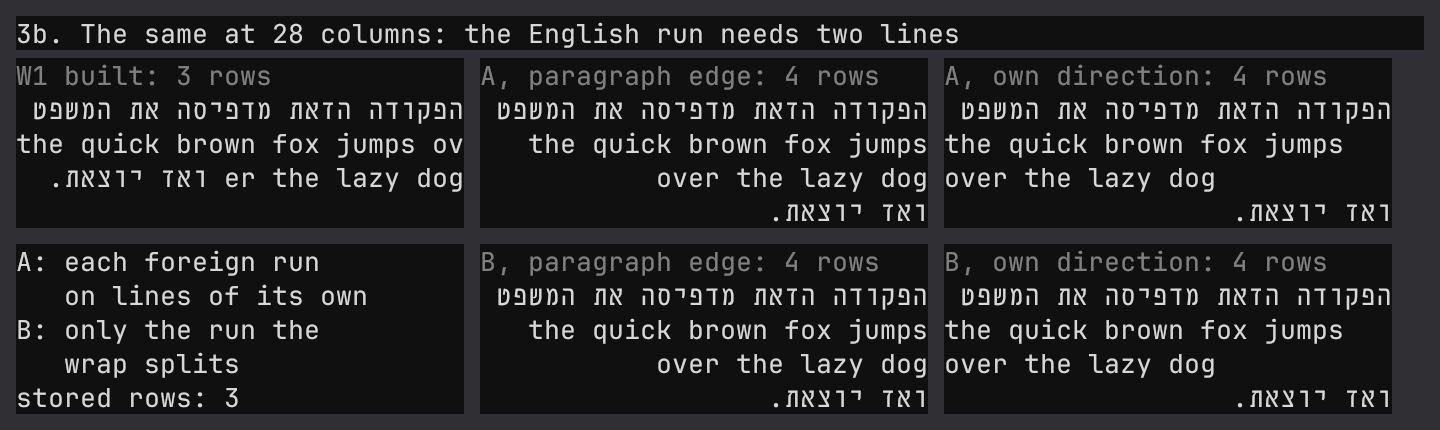 3b. The same at 28 columns: the English run needs two lines
W1 built: 3 rows
הפקודה הזאת מדפיסה את המשפט
the quick brown fox jumps ov
er the lazy dog ואז יוצאת.
A, paragraph edge: 4 rows
הפקודה הזאת מדפיסה את המשפט
the quick brown fox jumps
over the lazy dog
ואז יוצאת.
A, own direction: 4 rows
הפקודה הזאת מדפיסה את המשפט
the quick brown fox jumps
over the lazy dog
ואז יוצאת.
A: each foreign run
on lines of its own
B: only the run the
wrap splits
stored rows: 3
B, paragraph edge: 4 rows
הפקודה הזאת מדפיסה את המשפט
the quick brown fox jumps
over the lazy dog
ואז יוצאת.
B, own direction: 4 rows
הפקודה הזאת מדפיסה את המשפט
the quick brown fox jumps
over the lazy dog
ואז יוצאת.